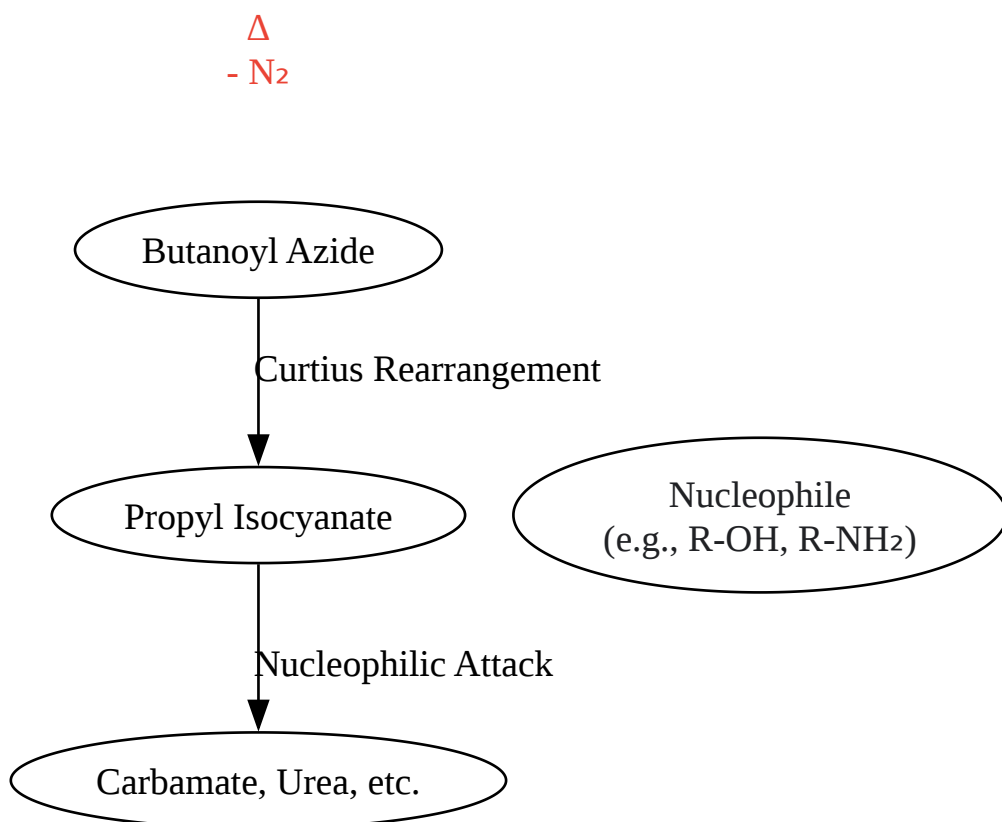 Δ
- N₂
Butanoyl Azide
Curtius Rearrangement
Propyl Isocyanate
Nucleophile
(e.g., R-OH, R-NH₂)
Nucleophilic Attack
Carbamate, Urea, etc.